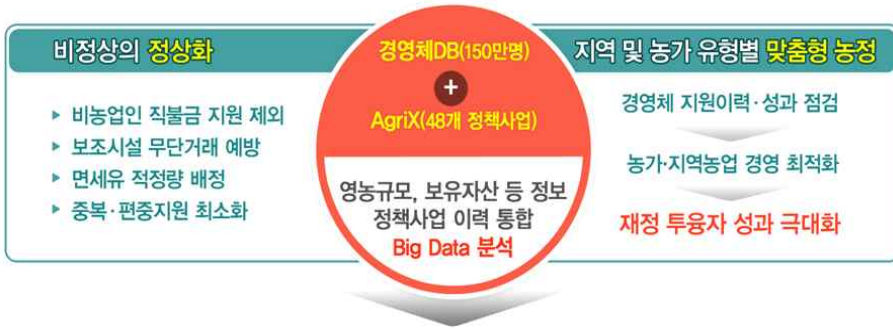 비정상의 정상화
▸ 비농업인 직불금 지원 제외
▸ 보조시설 무단거래 예방
▸ 면세유 적정량 배정
▸ 중복·편중지원 최소화
경영체DB(150만명)
+
AgriX(48개 정책사업)
영농규모, 보유자산 등 정보
정책사업 이력 통합
Big Data 분석
지역 및 농가 유형별 맞춤형 농정
경영체 지원이력·성과 점검
농가·지역농업 경영 최적화
재정 투융자 성과 극대화